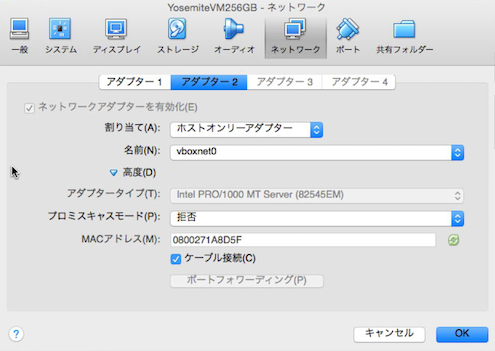 YosemiteVM256GB - ネットワーク
一般 システム ディスプレイ ストレージ オーディオ ネットワーク ポート 共有フォルダー
アダプター 1 アダプター 2 アダプター 3 アダプター 4
ネットワークアダプターを有効化(E)
割り当て(A): ホストオンリーアダプター
名前(N): vboxnet0
高度(D)
アダプタータイプ(T): Intel PRO/1000 MT Server (82545EM)
プロミスキャスモード(P): 拒否
MACアドレス(M): 0800271A8D5F
ケーブル接続(C)
ポートフォワーディング(P)
? キャンセル OK